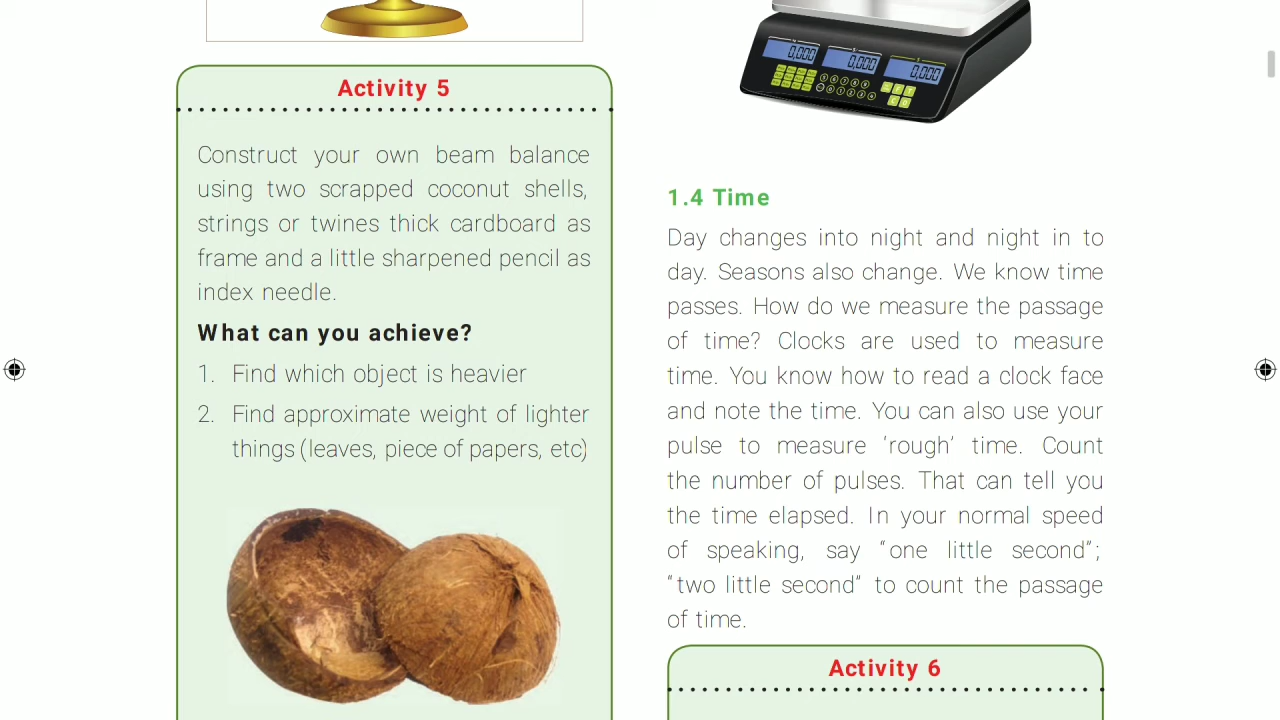 Activity 5
Construct your own beam balance
using two scrapped coconut shells,
strings or twines thick cardboard as
frame and a little sharpened pencil as
index needle.
What can you achieve?
1. Find which object is heavier
2. Find approximate weight of lighter
things (leaves, piece of papers, etc)
0,000
0,000
0,000
1.4 Time
Day changes into night and night in to
day. Seasons also change. We know time
passes. How do we measure the passage
of time? Clocks are used to measure
time. You know how to read a clock face
and note the time. You can also use your
pulse to measure ‘rough’ time. Count
the number of pulses. That can tell you
the time elapsed. In your normal speed
of speaking, say “one little second”;
“two little second” to count the passage
of time.
Activity 6